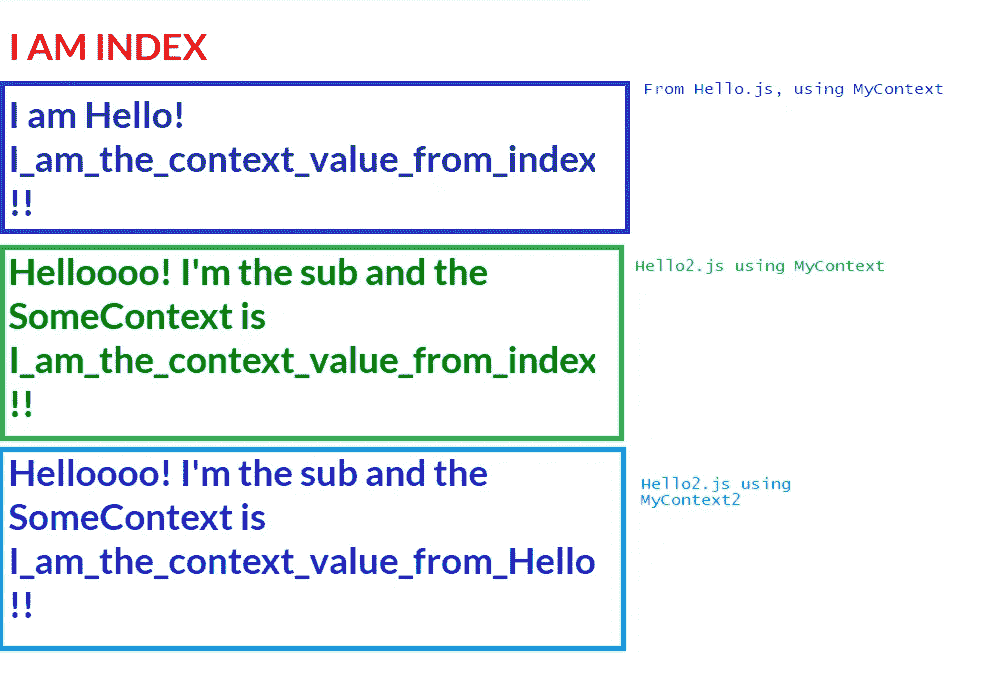 I AM INDEX
From Hello.js, using MyContext
I am Hello!
I_am_the_context_value_from_index
!!
Helloooo! I'm the sub and the
Hello2.js using MyContext
SomeContext is
I_am_the_context_value_from_index
!!
Helloooo! I'm the sub and the
Hello2.js using
MyContext2
SomeContext is
I_am_the_context_value_from_Hello
!!